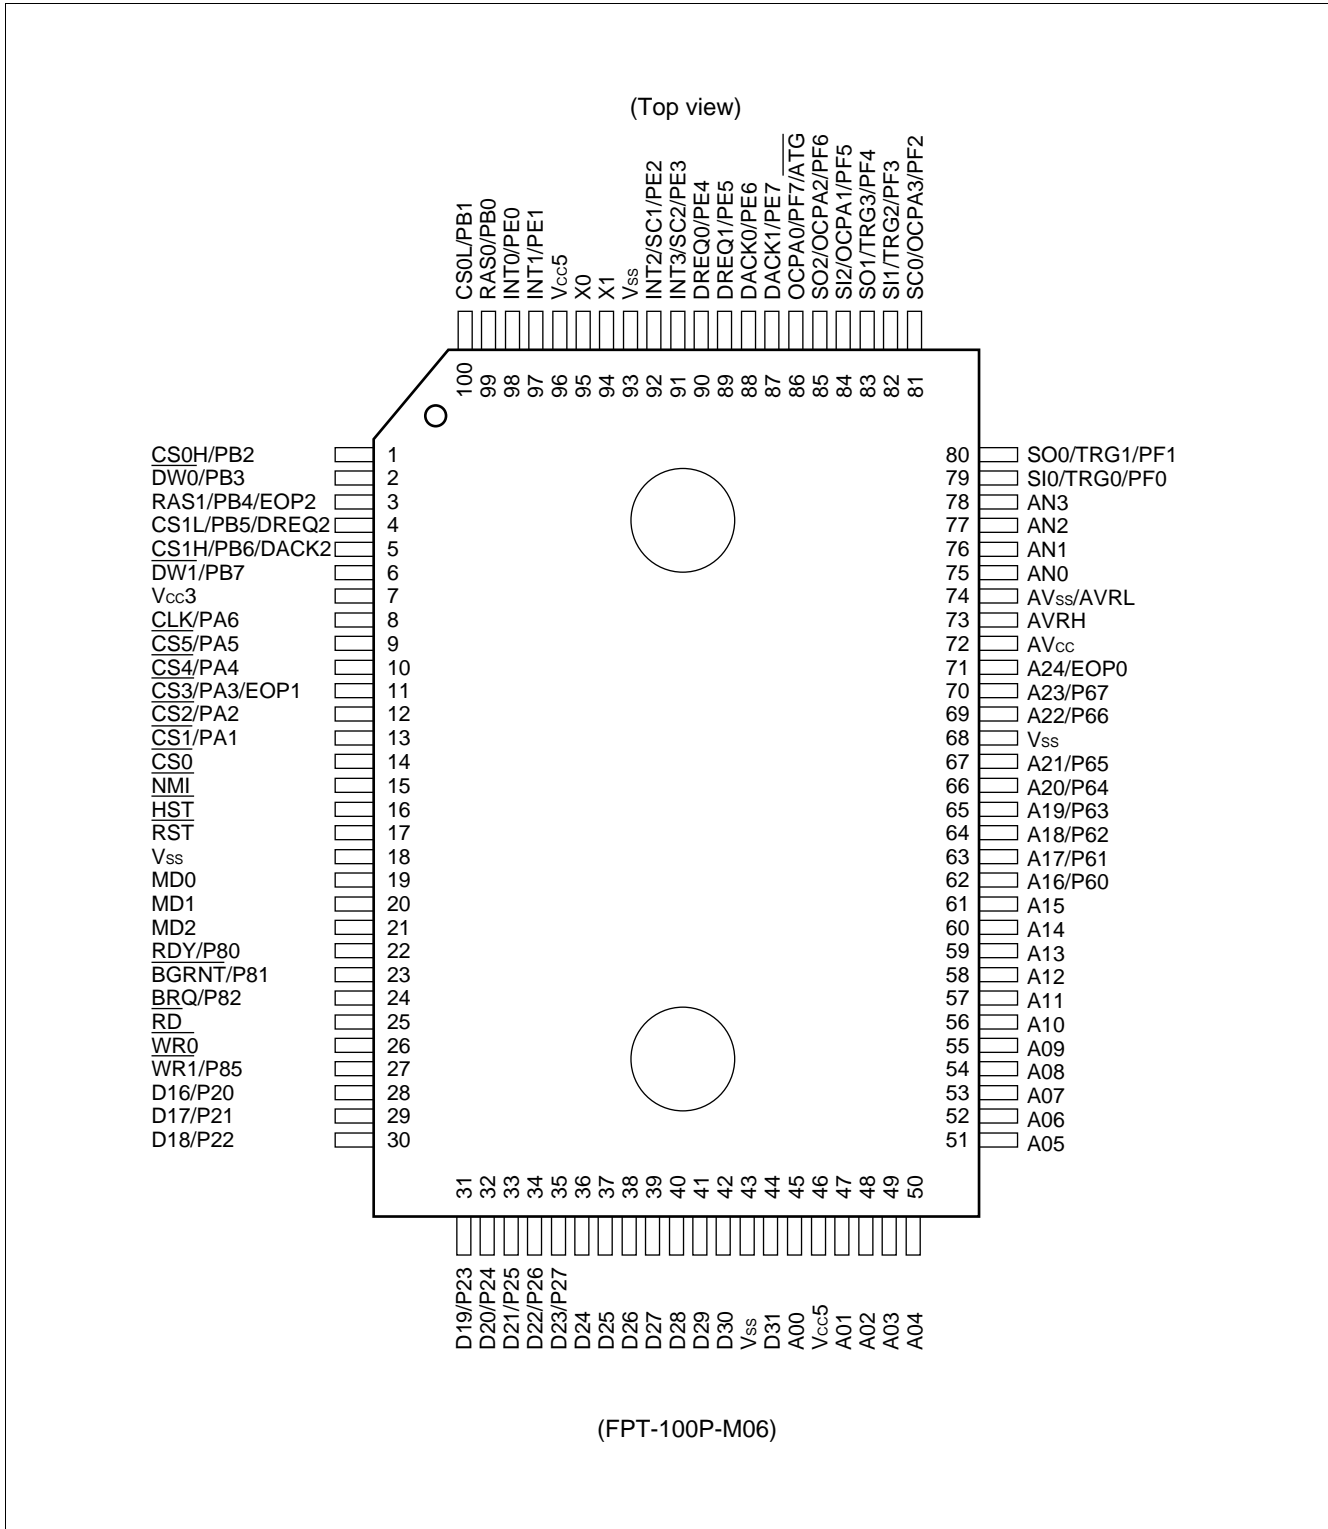 (Top view)
CS0L/PB1
RAS0/PB0
INT0/PE0
INT1/PE1
Vcc5
X0
X1
Vss
INT2/SC1/PE2
INT3/SC2/PE3
DREQ0/PE4
DREQ1/PE5
DACK0/PE6
DACK1/PE7
OCPA0/PF7/ATG
SO2/OCPA2/PF6
SI2/OCPA1/PF5
SO1/TRG3/PF4
SI1/TRG2/PF3
SC0/OCPA3/PF2
100 99 98 97 96 95 94 93 92 91 90 89 88 87 86 85 84 83 82 81
CS0H/PB2 1 80 SO0/TRG1/PF1
DW0/PB3 2 79 SI0/TRG0/PF0
RAS1/PB4/EOP2 3 78 AN3
CS1L/PB5/DREQ2 4 77 AN2
CS1H/PB6/DACK2 5 76 AN1
DW1/PB7 6 75 AN0
Vcc3 7 74 AVss/AVRL
CLK/PA6 8 73 AVRH
CS5/PA5 9 72 AVcc
CS4/PA4 10 71 A24/EOP0
CS3/PA3/EOP1 11 70 A23/P67
CS2/PA2 12 69 A22/P66
CS1/PA1 13 68 Vss
CS0 14 67 A21/P65
NMI 15 66 A20/P64
HST 16 65 A19/P63
RST 17 64 A18/P62
Vss 18 63 A17/P61
MD0 19 62 A16/P60
MD1 20 61 A15
MD2 21 60 A14
RDY/P80 22 59 A13
BGRNT/P81 23 58 A12
BRQ/P82 24 57 A11
RD 25 56 A10
WR0 26 55 A09
WR1/P85 27 54 A08
D16/P20 28 53 A07
D17/P21 29 52 A06
D18/P22 30 51 A05
31 32 33 34 35 36 37 38 39 40 41 42 43 44 45 46 47 48 49 50
D19/P23
D20/P24
D21/P25
D22/P26
D23/P27
D24
D25
D26
D27
D28
D29
D30
Vss
D31
A00
Vcc5
A01
A02
A03
A04
(FPT-100P-M06)